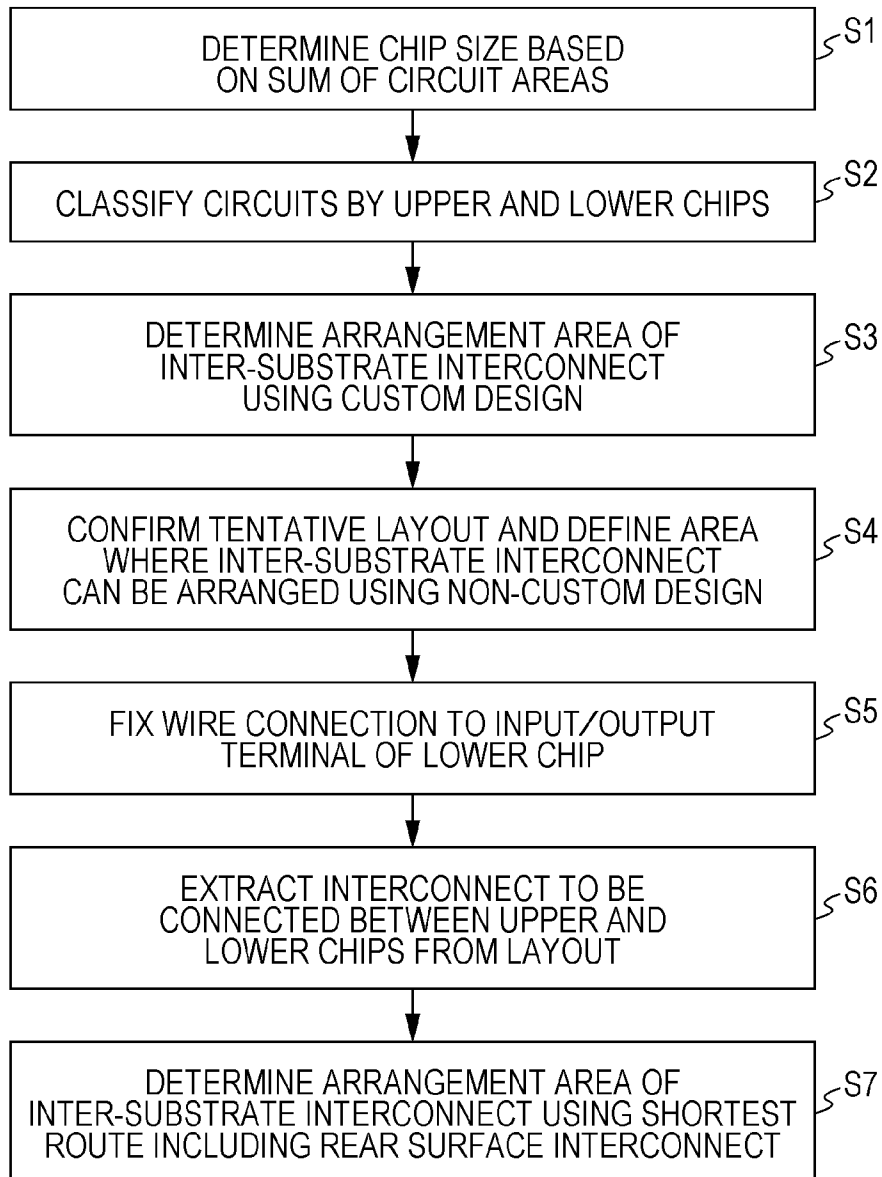 DETERMINE CHIP SIZE BASED
ON SUM OF CIRCUIT AREAS
S1
CLASSIFY CIRCUITS BY UPPER AND LOWER CHIPS
S2
DETERMINE ARRANGEMENT AREA OF
INTER-SUBSTRATE INTERCONNECT
USING CUSTOM DESIGN
S3
CONFIRM TENTATIVE LAYOUT AND DEFINE AREA
WHERE INTER-SUBSTRATE INTERCONNECT
CAN BE ARRANGED USING NON-CUSTOM DESIGN
S4
FIX WIRE CONNECTION TO INPUT/OUTPUT
TERMINAL OF LOWER CHIP
S5
EXTRACT INTERCONNECT TO BE
CONNECTED BETWEEN UPPER AND
LOWER CHIPS FROM LAYOUT
S6
DETERMINE ARRANGEMENT AREA OF
INTER-SUBSTRATE INTERCONNECT USING SHORTEST
ROUTE INCLUDING REAR SURFACE INTERCONNECT
S7